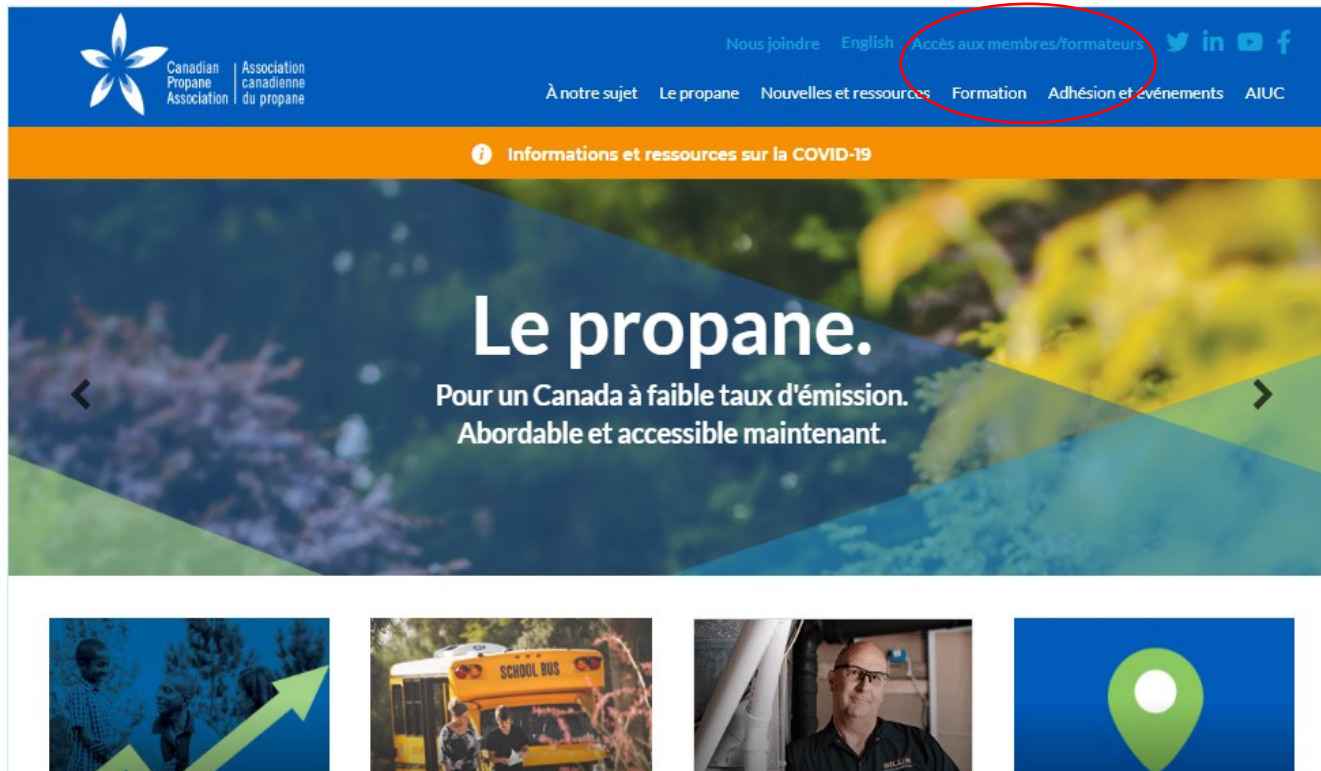 Nous joindre English Accès aux membres/formateurs
Canadian Propane Association
Association canadienne du propane
À notre sujet Le propane Nouvelles et ressources Formation Adhésion et événements AIUC
Informations et ressources sur la COVID-19
Le propane.
Pour un Canada à faible taux d'émission.
Abordable et accessible maintenant.
SCHOOL BUS